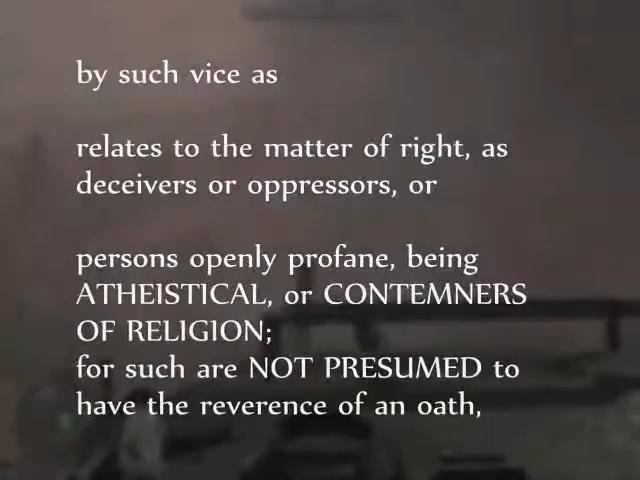 by such vice as
relates to the matter of right, as
deceivers or oppressors, or
persons openly profane, being
ATHEISTICAL, or CONTEMNERS
OF RELIGION;
for such are NOT PRESUMED to
have the reverence of an oath,